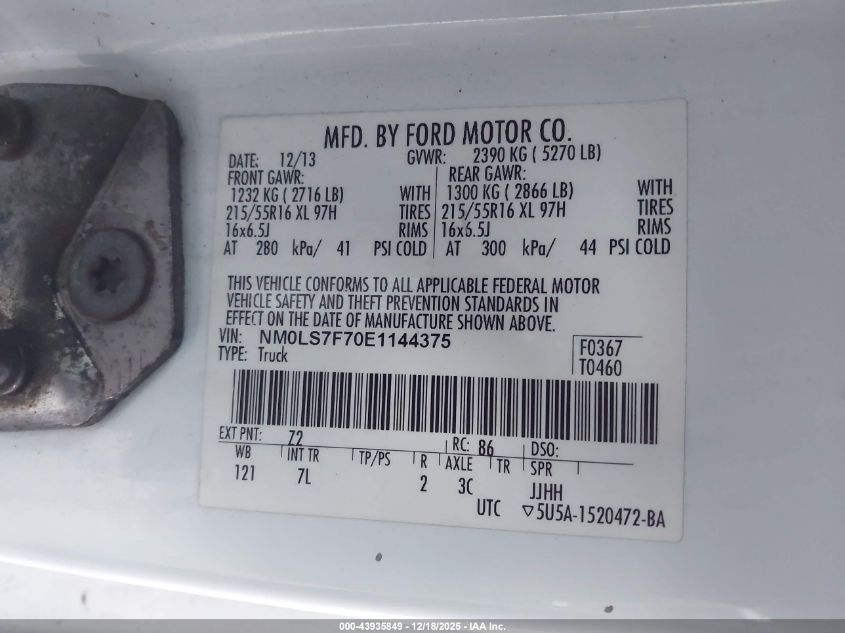 MFD. BY FORD MOTOR CO.
DATE: 12/13 GVWR: 2390 KG ( 5270 LB)
FRONT GAWR: REAR GAWR:
1232 KG ( 2716 LB) WITH 1300 KG ( 2866 LB) WITH
215/55R16 XL 97H TIRES 215/55R16 XL 97H TIRES
16x6.5J RIMS 16x6.5J RIMS
AT 280 kPa/ 41 PSI COLD AT 300 kPa/ 44 PSI COLD
THIS VEHICLE CONFORMS TO ALL APPLICABLE FEDERAL MOTOR
VEHICLE SAFETY AND THEFT PREVENTION STANDARDS IN
EFFECT ON THE DATE OF MANUFACTURE SHOWN ABOVE.
VIN: NM0LS7F70E1144375
TYPE: Truck
F0367
T0460
EXT PNT: 72 RC: 86 DSO:
WB INT TR TP/PS R AXLE TR SPR
121 7L 2 3C JJHH
UTC ▽5U5A-1520472-BA
000-43935849 - 12/18/2025 - IAA Inc.